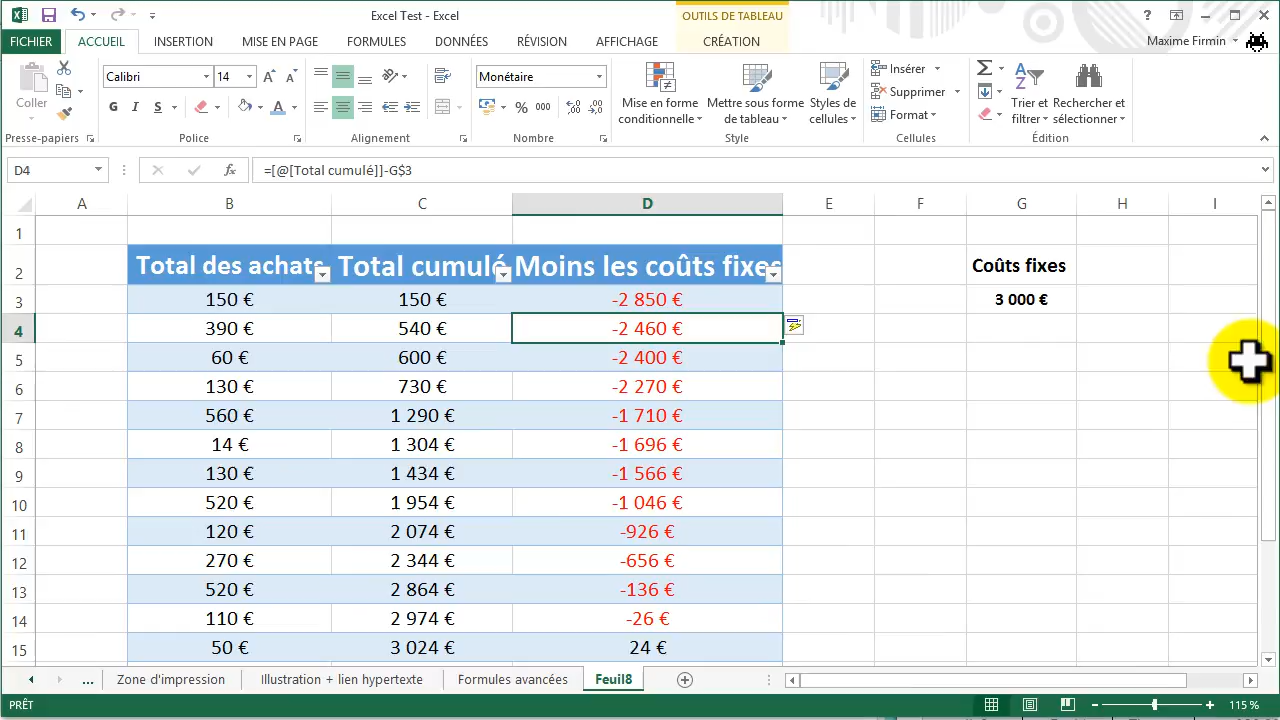 Excel Test - Excel
OUTILS DE TABLEAU
?
FICHIER ACCUEIL INSERTION MISE EN PAGE FORMULES DONNÉES RÉVISION AFFICHAGE CRÉATION
Maxime Firmin
Coller
Calibri 14
G I S
Monétaire
% 000
Mise en forme conditionnelle
Mettre sous forme de tableau
Styles de cellules
Insérer
Supprimer
Format
Trier et filtrer
Rechercher et sélectionner
Presse-papiers Police Alignement Nombre Style Cellules Édition
D4 fx =[@[Total cumulé]]-G$3
A B C D E F G H I
1
2 Total des achats Total cumulé Moins les coûts fixes Coûts fixes
3 150 € 150 € -2 850 € 3 000 €
4 390 € 540 € -2 460 €
5 60 € 600 € -2 400 €
6 130 € 730 € -2 270 €
7 560 € 1 290 € -1 710 €
8 14 € 1 304 € -1 696 €
9 130 € 1 434 € -1 566 €
10 520 € 1 954 € -1 046 €
11 120 € 2 074 € -926 €
12 270 € 2 344 € -656 €
13 520 € 2 864 € -136 €
14 110 € 2 974 € -26 €
15 50 € 3 024 € 24 €
... Zone d'impression Illustration + lien hypertexte Formules avancées Feuil8
PRÊT 115 %